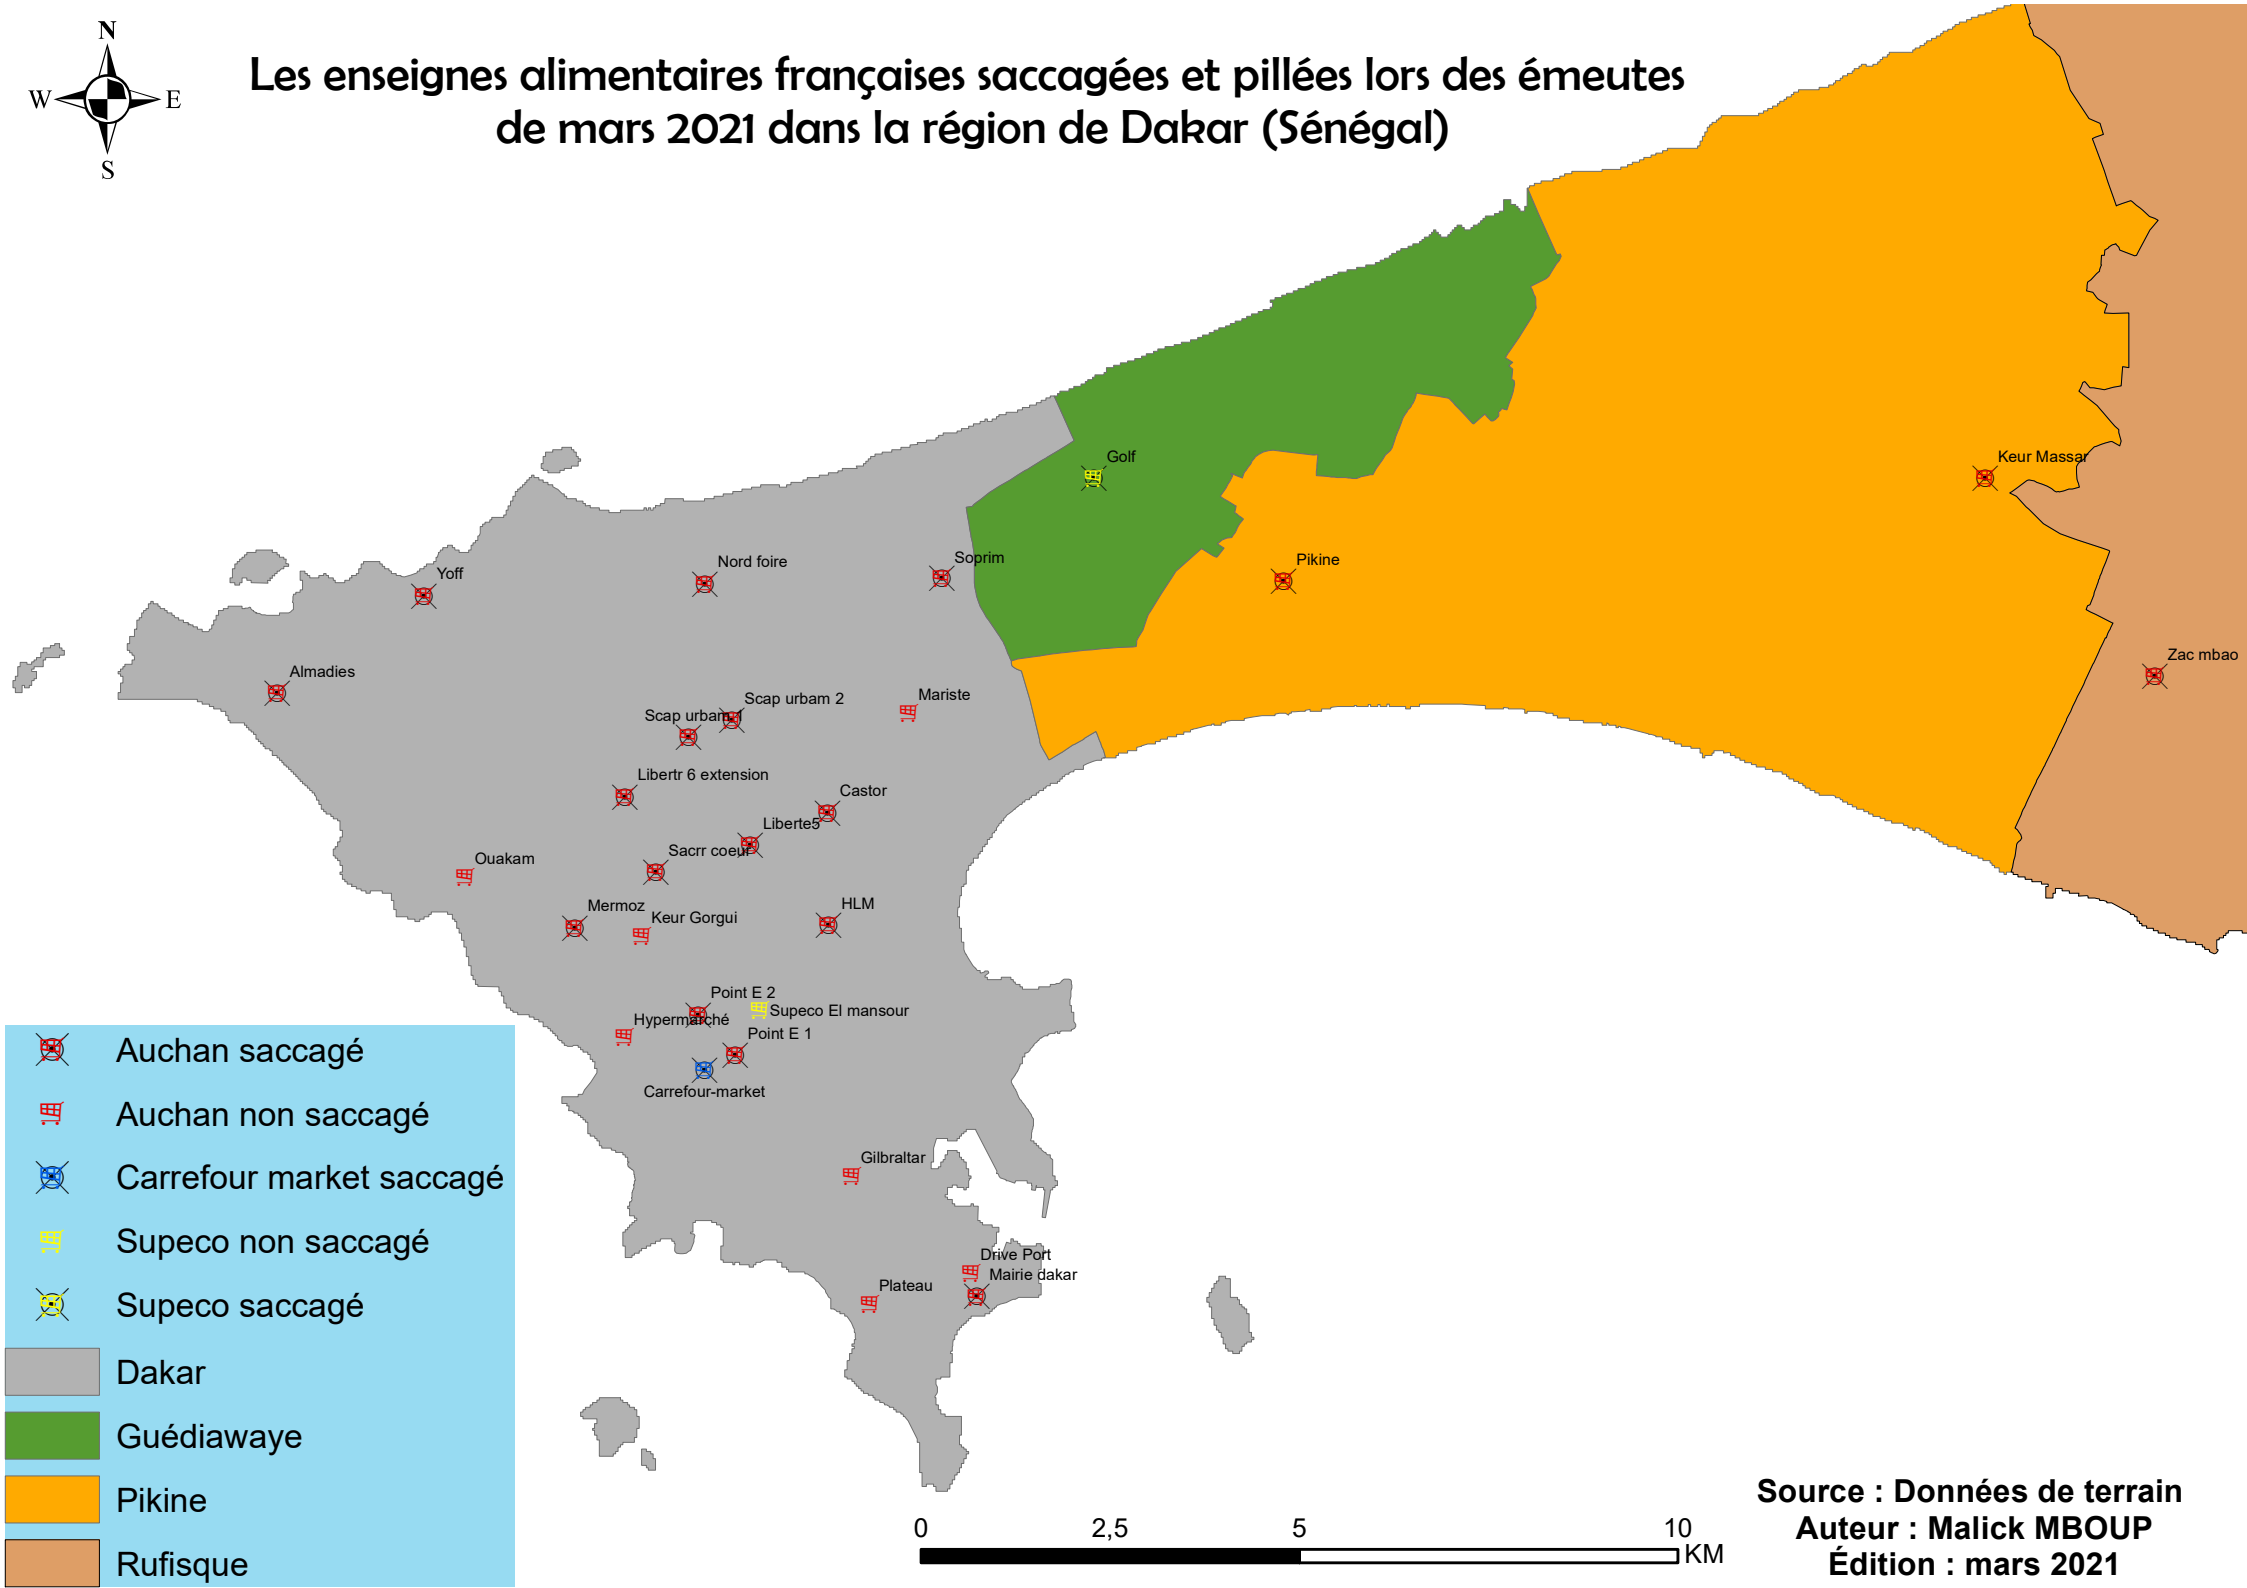 N
W
E
S
Les enseignes alimentaires françaises saccagées et pillées lors des émeutes
de mars 2021 dans la région de Dakar (Sénégal)
Golf
Keur Massar
Nord foire
Soprim
Pikine
Yoff
Zac mbao
Almadies
Scap urbam 2
Mariste
Scap urbam 1
Libertr 6 extension
Castor
Liberte5
Sacrr coeur
Ouakam
Mermoz
HLM
Keur Gorgui
Point E 2
Supeco El mansour
Hypermarché
Point E 1
Carrefour-market
Gilbraltar
Drive Port
Mairie dakar
Plateau
Auchan saccagé
Auchan non saccagé
Carrefour market saccagé
Supeco non saccagé
Supeco saccagé
Dakar
Guédiawaye
Pikine
Rufisque
0 2,5 5 10
KM
Source : Données de terrain
Auteur : Malick MBOUP
Édition : mars 2021